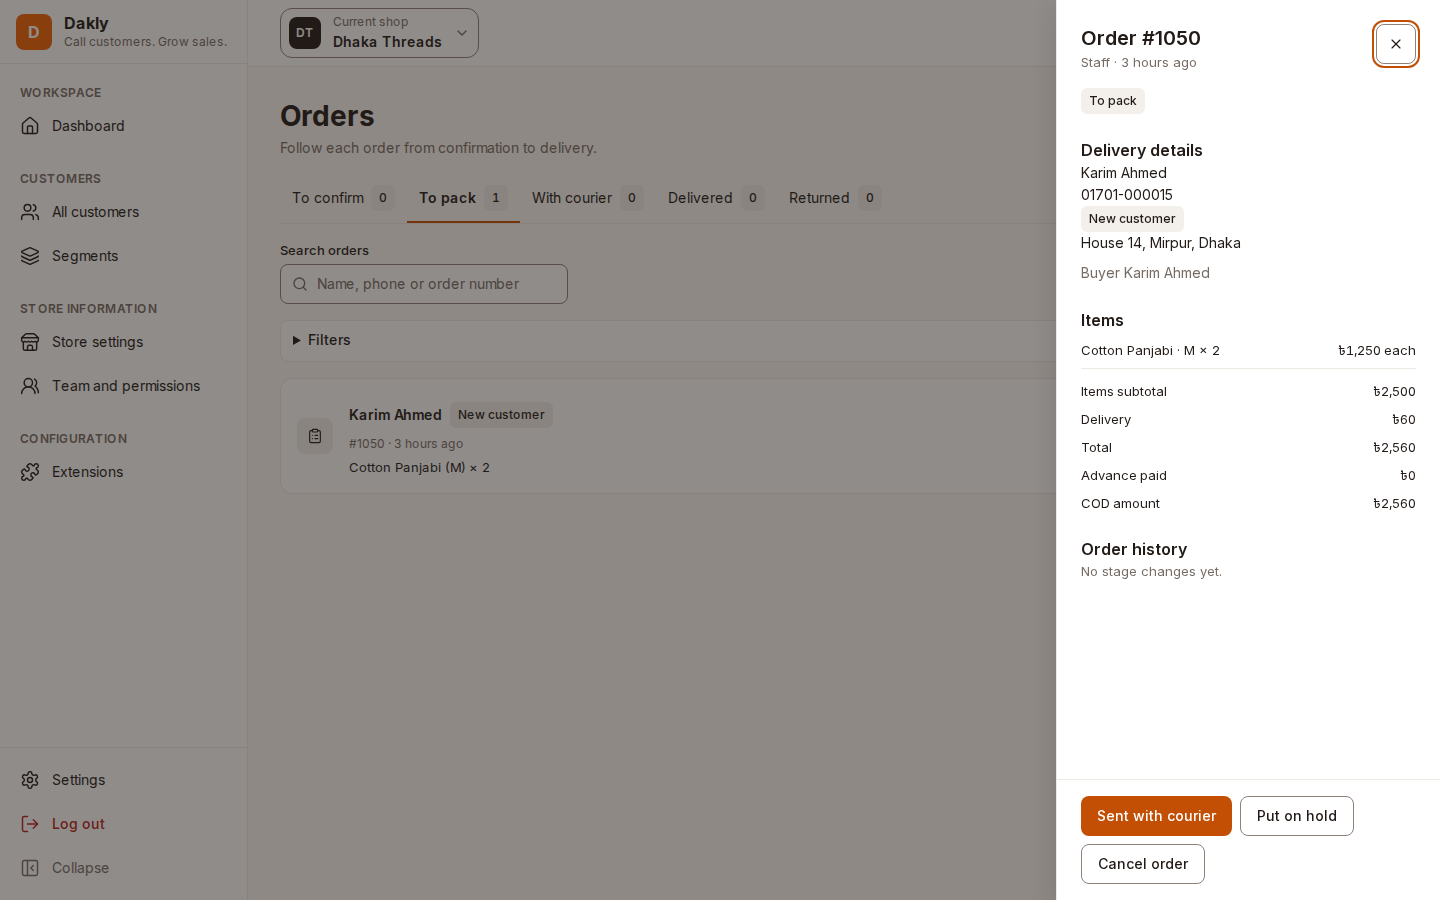 D
Dakly
Call customers. Grow sales.
WORKSPACE
Dashboard
CUSTOMERS
All customers
Segments
STORE INFORMATION
Store settings
Team and permissions
CONFIGURATION
Extensions
Settings
Log out
Collapse
DT
Current shop
Dhaka Threads
Orders
Follow each order from confirmation to delivery.
To confirm 0 To pack 1 With courier 0 Delivered 0 Returned 0
Search orders
Name, phone or order number
Filters
Karim Ahmed New customer
#1050 · 3 hours ago
Cotton Panjabi (M) × 2
Order #1050
Staff · 3 hours ago
To pack
Delivery details
Karim Ahmed
01701-000015
New customer
House 14, Mirpur, Dhaka
Buyer Karim Ahmed
Items
Cotton Panjabi · M × 2 ৳1,250 each
Items subtotal ৳2,500
Delivery ৳60
Total ৳2,560
Advance paid ৳0
COD amount ৳2,560
Order history
No stage changes yet.
Sent with courier Put on hold
Cancel order